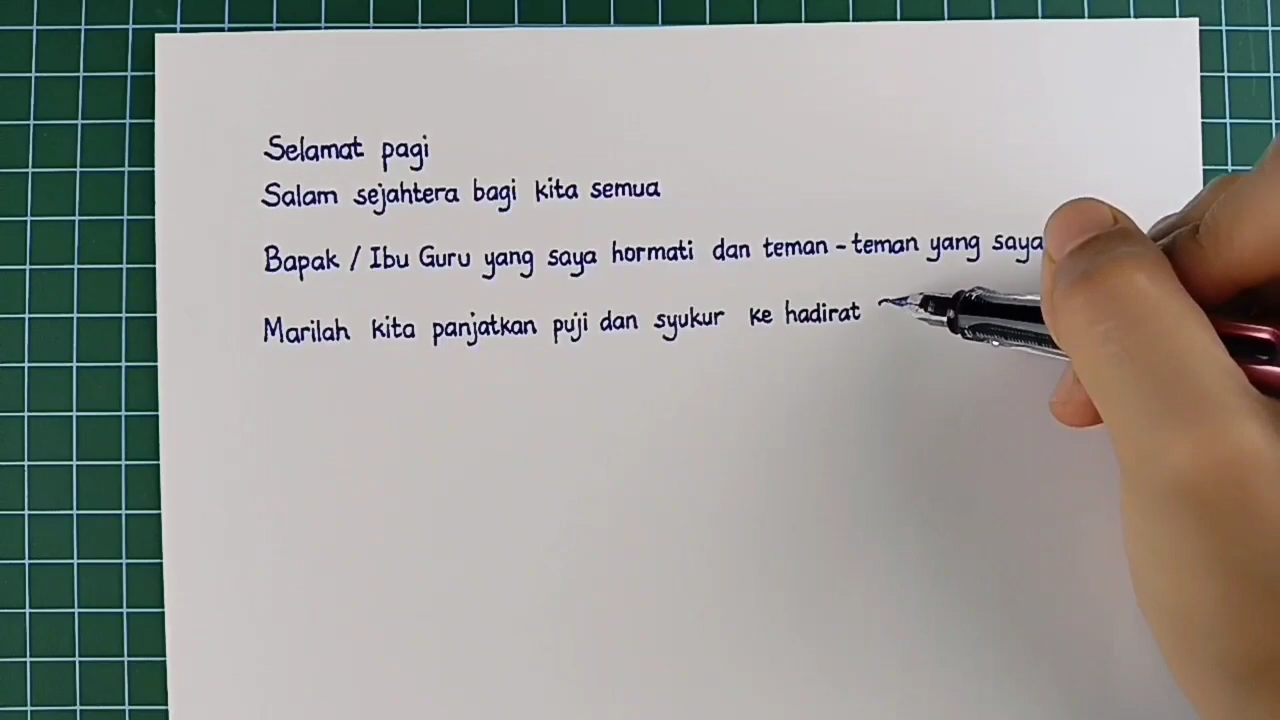 Selamat pagi
Salam sejahtera bagi kita semua
Bapak / Ibu Guru yang saya hormati dan teman-teman yang saya
Marilah kita panjatkan puji dan syukur ke hadirat